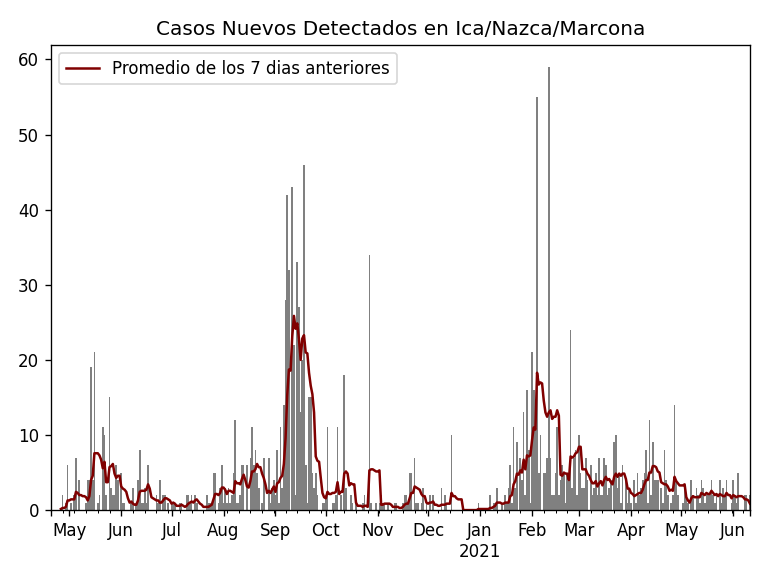 Casos Nuevos Detectados en Ica/Nazca/Marcona
Promedio de los 7 dias anteriores
60
50
40
30
20
10
0
May Jun Jul Aug Sep Oct Nov Dec Jan Feb Mar Apr May Jun
2021